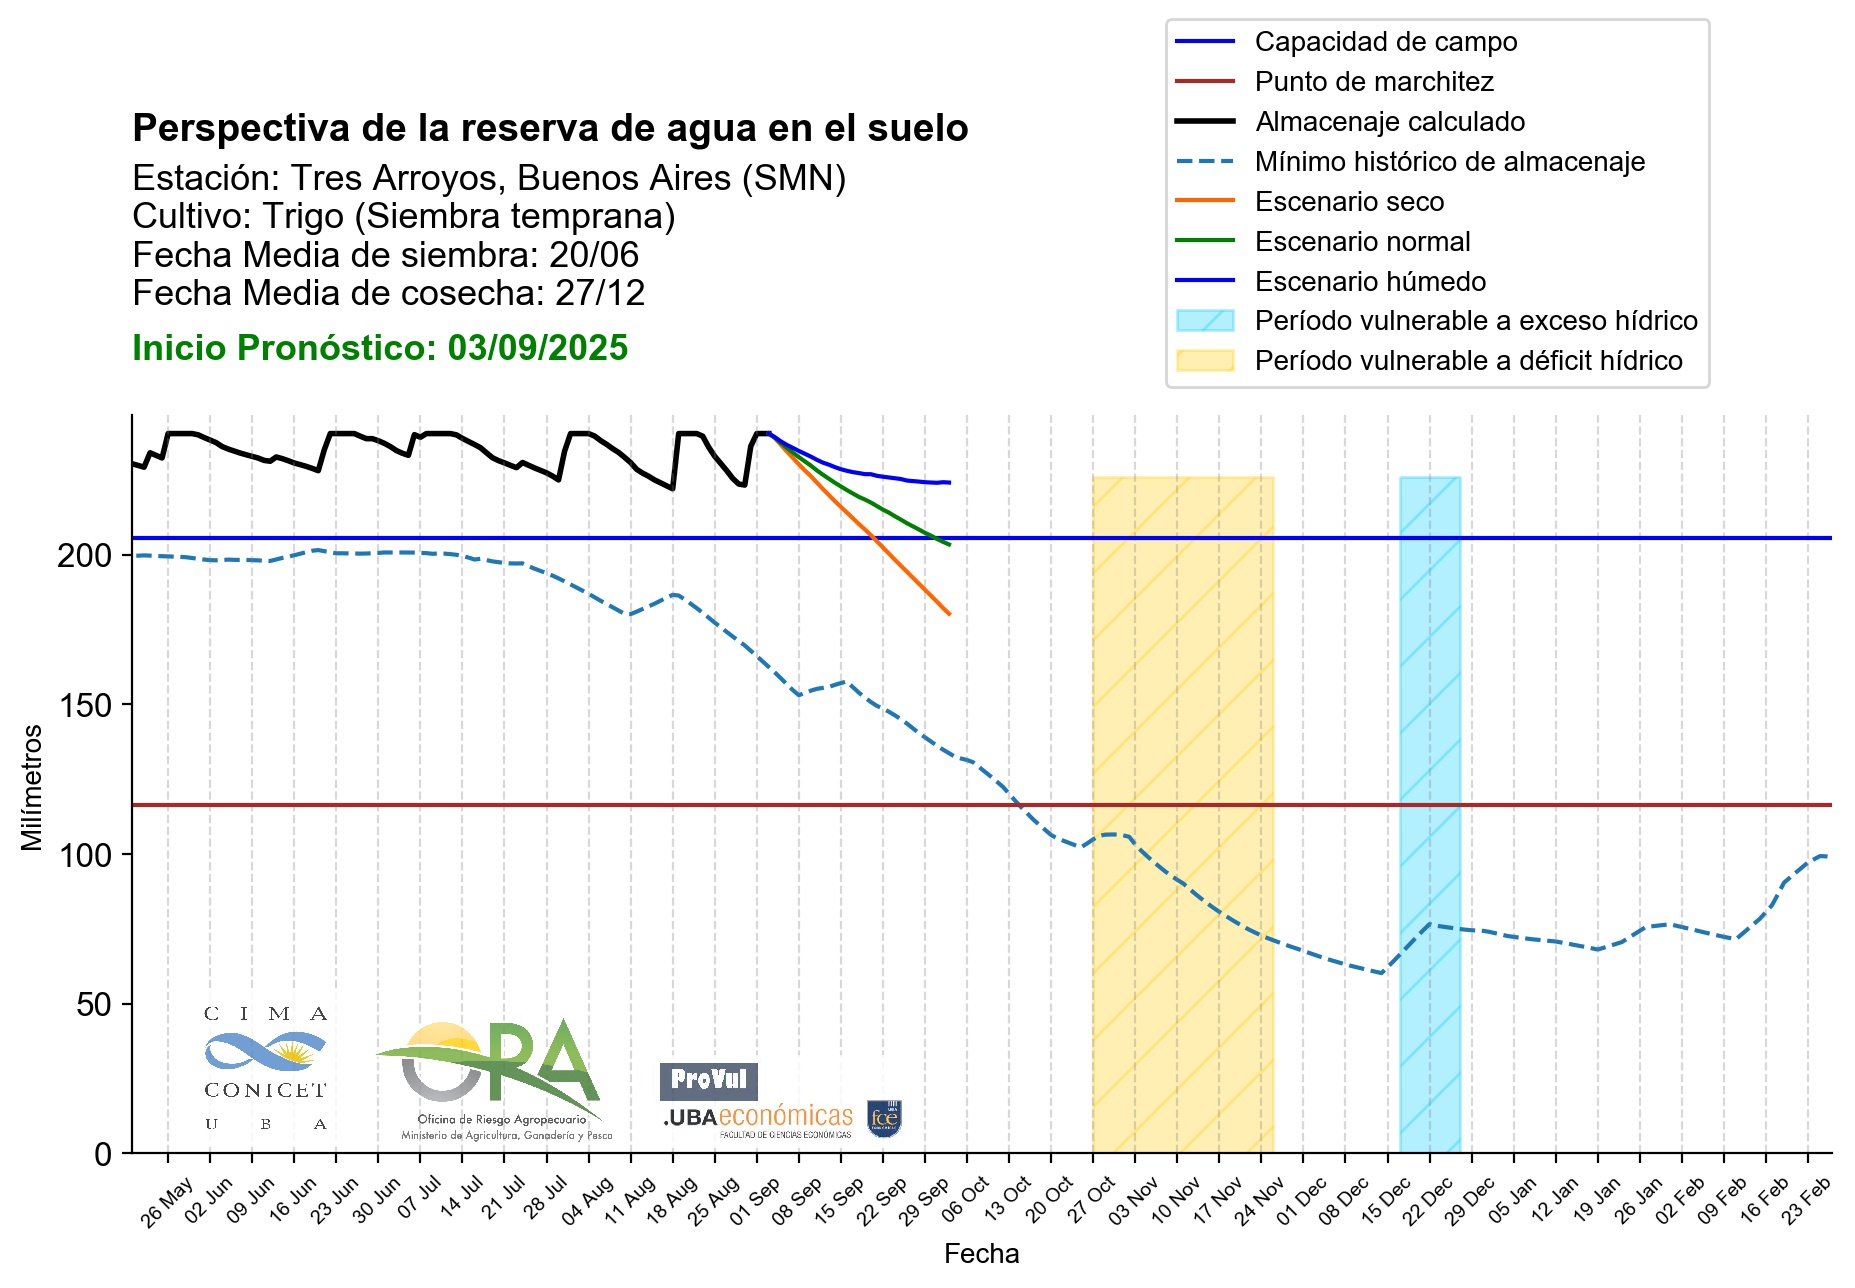 Capacidad de campo
Punto de marchitez
Almacenaje calculado
Mínimo histórico de almacenaje
Escenario seco
Escenario normal
Escenario húmedo
Período vulnerable a exceso hídrico
Período vulnerable a déficit hídrico
Perspectiva de la reserva de agua en el suelo
Estación: Tres Arroyos, Buenos Aires (SMN)
Cultivo: Trigo (Siembra temprana)
Fecha Media de siembra: 20/06
Fecha Media de cosecha: 27/12
Inicio Pronóstico: 03/09/2025
Milímetros
200
150
100
50
0
CIMA
CONICET
UBA
ORA
Oficina de Riesgo Agropecuario
Ministerio de Agricultura, Ganadería y Pesca
ProVul
.UBAeconómicas
FACULTAD DE CIENCIAS ECONÓMICAS
fce
26 May
02 Jun
09 Jun
16 Jun
23 Jun
30 Jun
07 Jul
14 Jul
21 Jul
28 Jul
04 Aug
11 Aug
18 Aug
25 Aug
01 Sep
08 Sep
15 Sep
22 Sep
29 Sep
06 Oct
13 Oct
20 Oct
27 Oct
03 Nov
10 Nov
17 Nov
24 Nov
01 Dec
08 Dec
15 Dec
22 Dec
29 Dec
05 Jan
12 Jan
19 Jan
26 Jan
02 Feb
09 Feb
16 Feb
23 Feb
Fecha